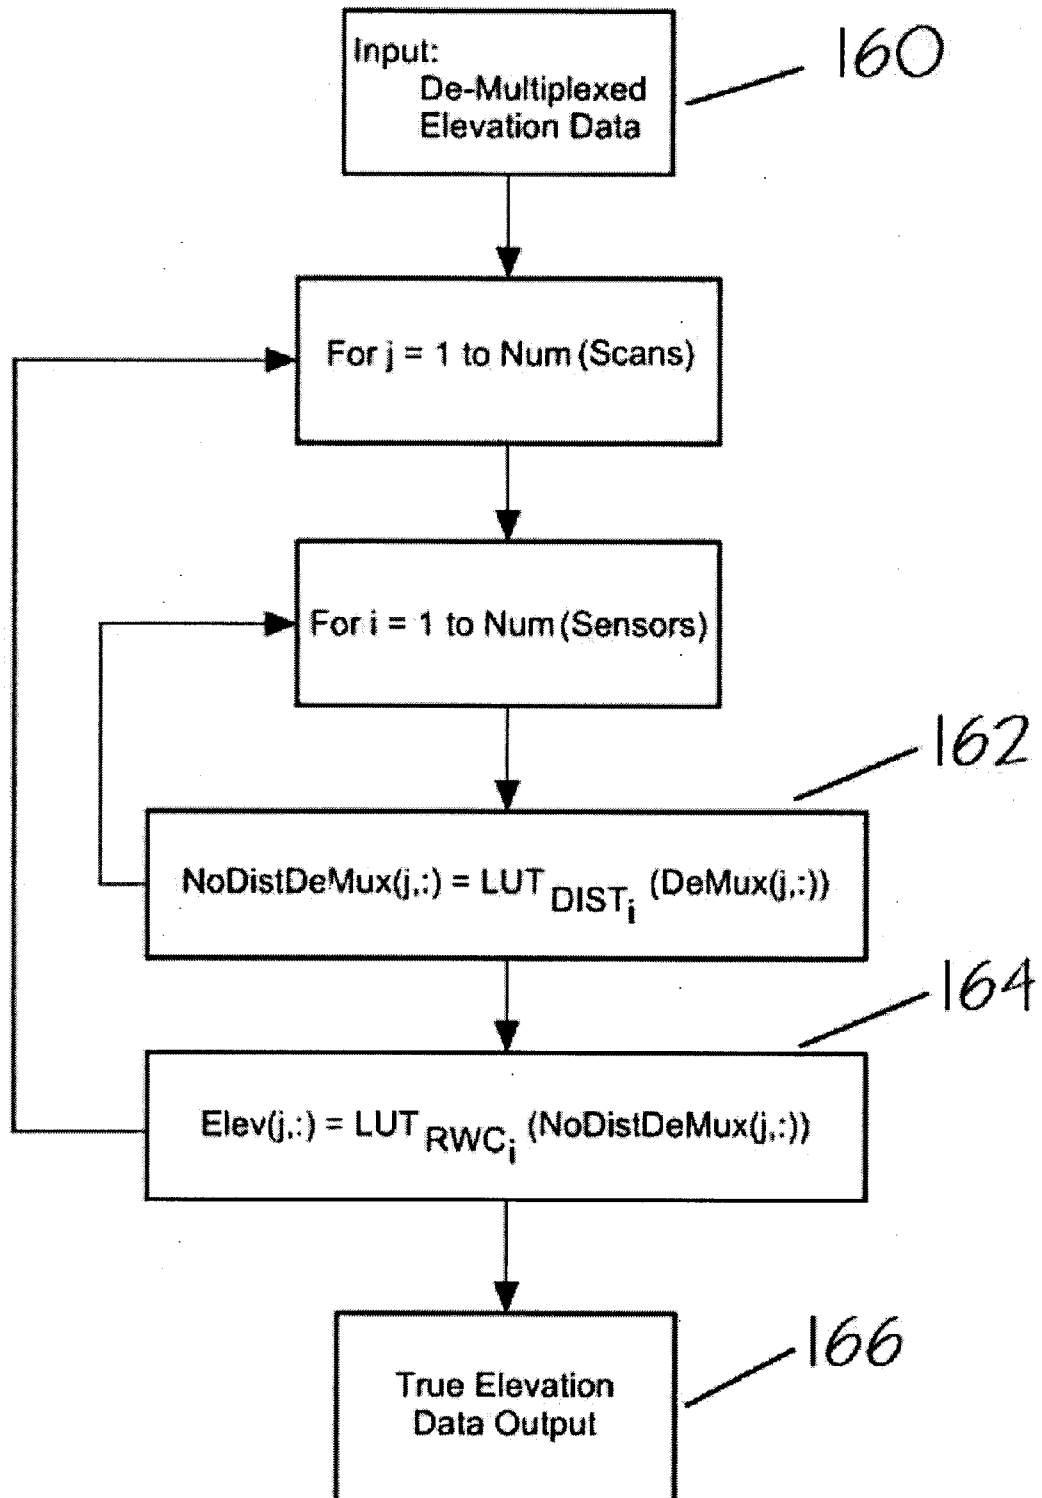 Input:
De-Multiplexed
Elevation Data
160
For j = 1 to Num (Scans)
For i = 1 to Num (Sensors)
162
NoDistDeMux(j,:) = LUT DISTi (DeMux(j,:))
164
Elev(j,:) = LUT RWCi (NoDistDeMux(j,:))
166
True Elevation
Data Output